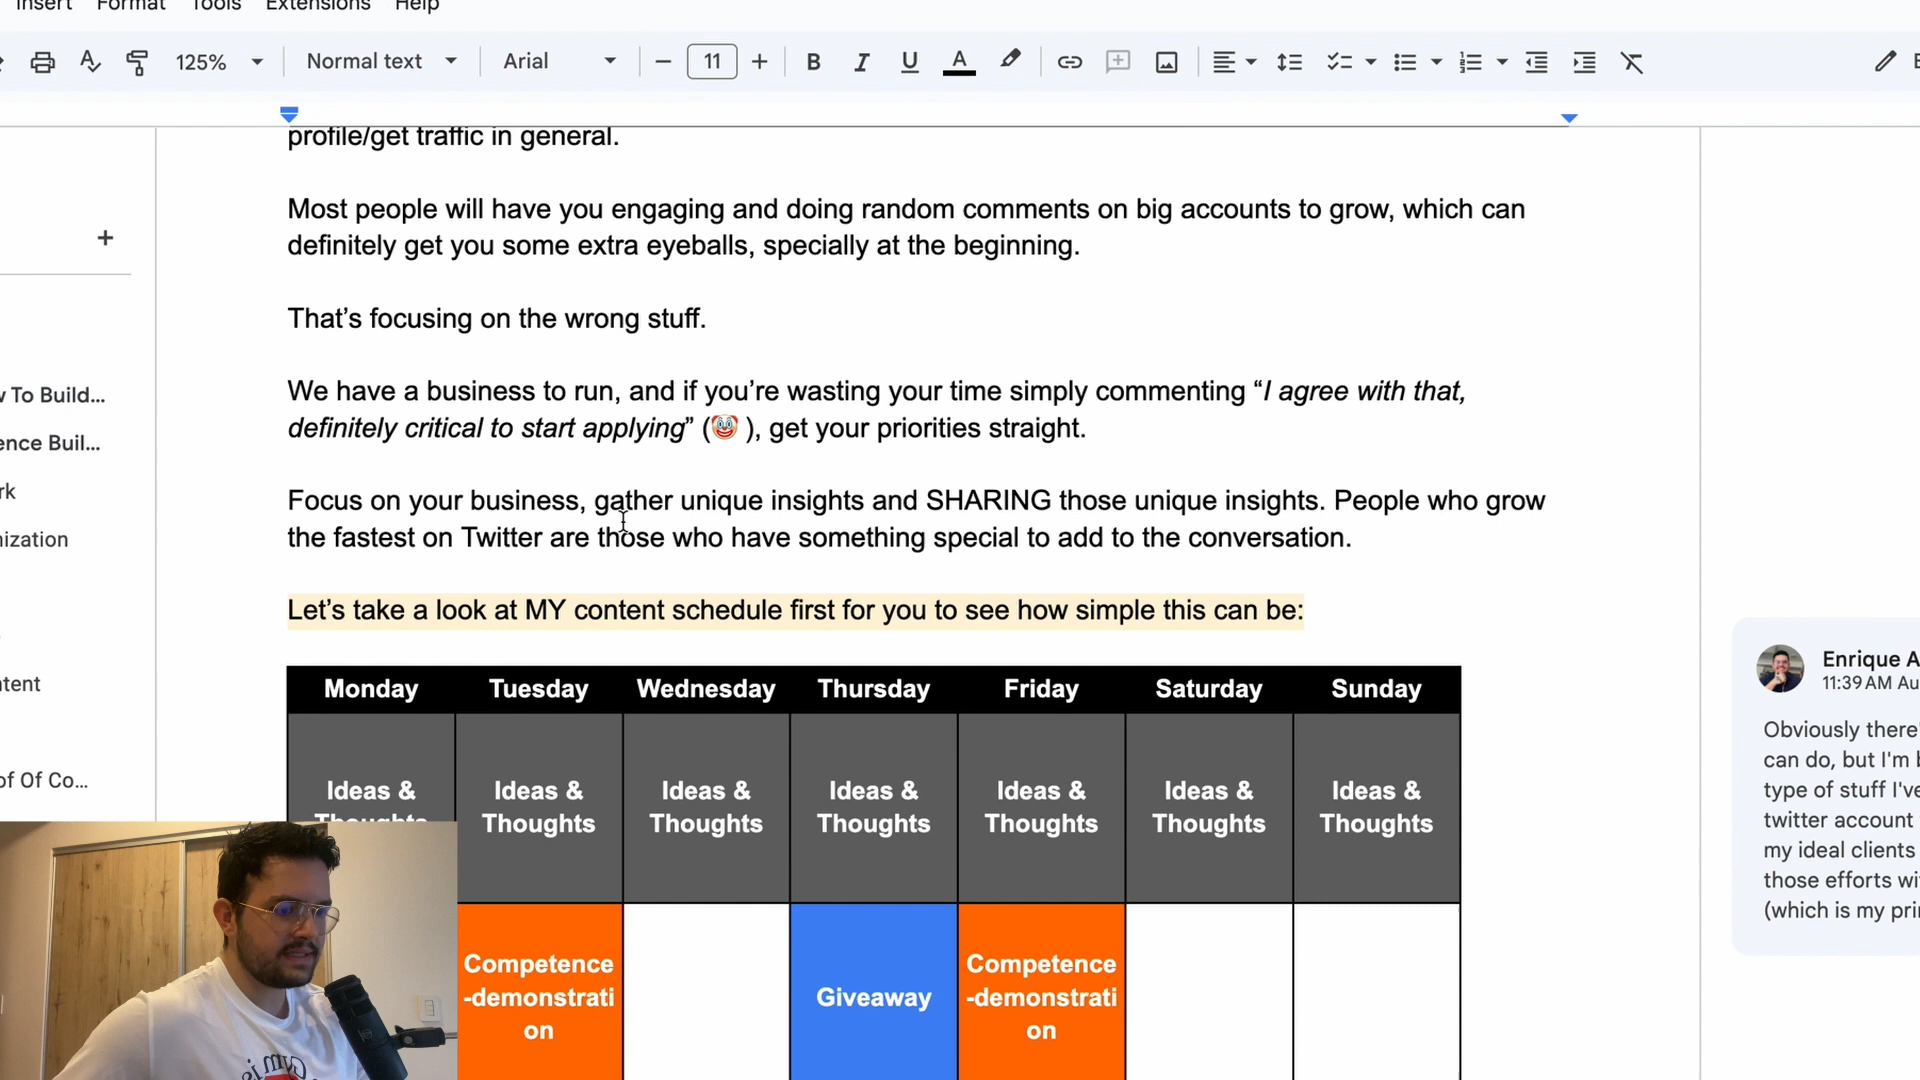 Insert Format Tools Extensions Help
125% Normal text Arial 11
profile/get traffic in general.
Most people will have you engaging and doing random comments on big accounts to grow, which can
definitely get you some extra eyeballs, specially at the beginning.
That's focusing on the wrong stuff.
We have a business to run, and if you're wasting your time simply commenting “I agree with that,
definitely critical to start applying” (🤡 ), get your priorities straight.
Focus on your business, gather unique insights and SHARING those unique insights. People who grow
the fastest on Twitter are those who have something special to add to the conversation.
Let's take a look at MY content schedule first for you to see how simple this can be:
Monday Tuesday Wednesday Thursday Friday Saturday Sunday
Ideas & Ideas & Ideas & Ideas & Ideas & Ideas & Ideas &
Thoughts Thoughts Thoughts Thoughts Thoughts Thoughts Thoughts
Competence Competence
-demonstrati Giveaway -demonstrati
on on
To Build...
ence Buil...
rk
ization
tent
of Of Co...
Enrique A
11:39 AM Au
Obviously there'
can do, but I'm b
type of stuff I've
twitter account
my ideal clients
those efforts wi
(which is my pri